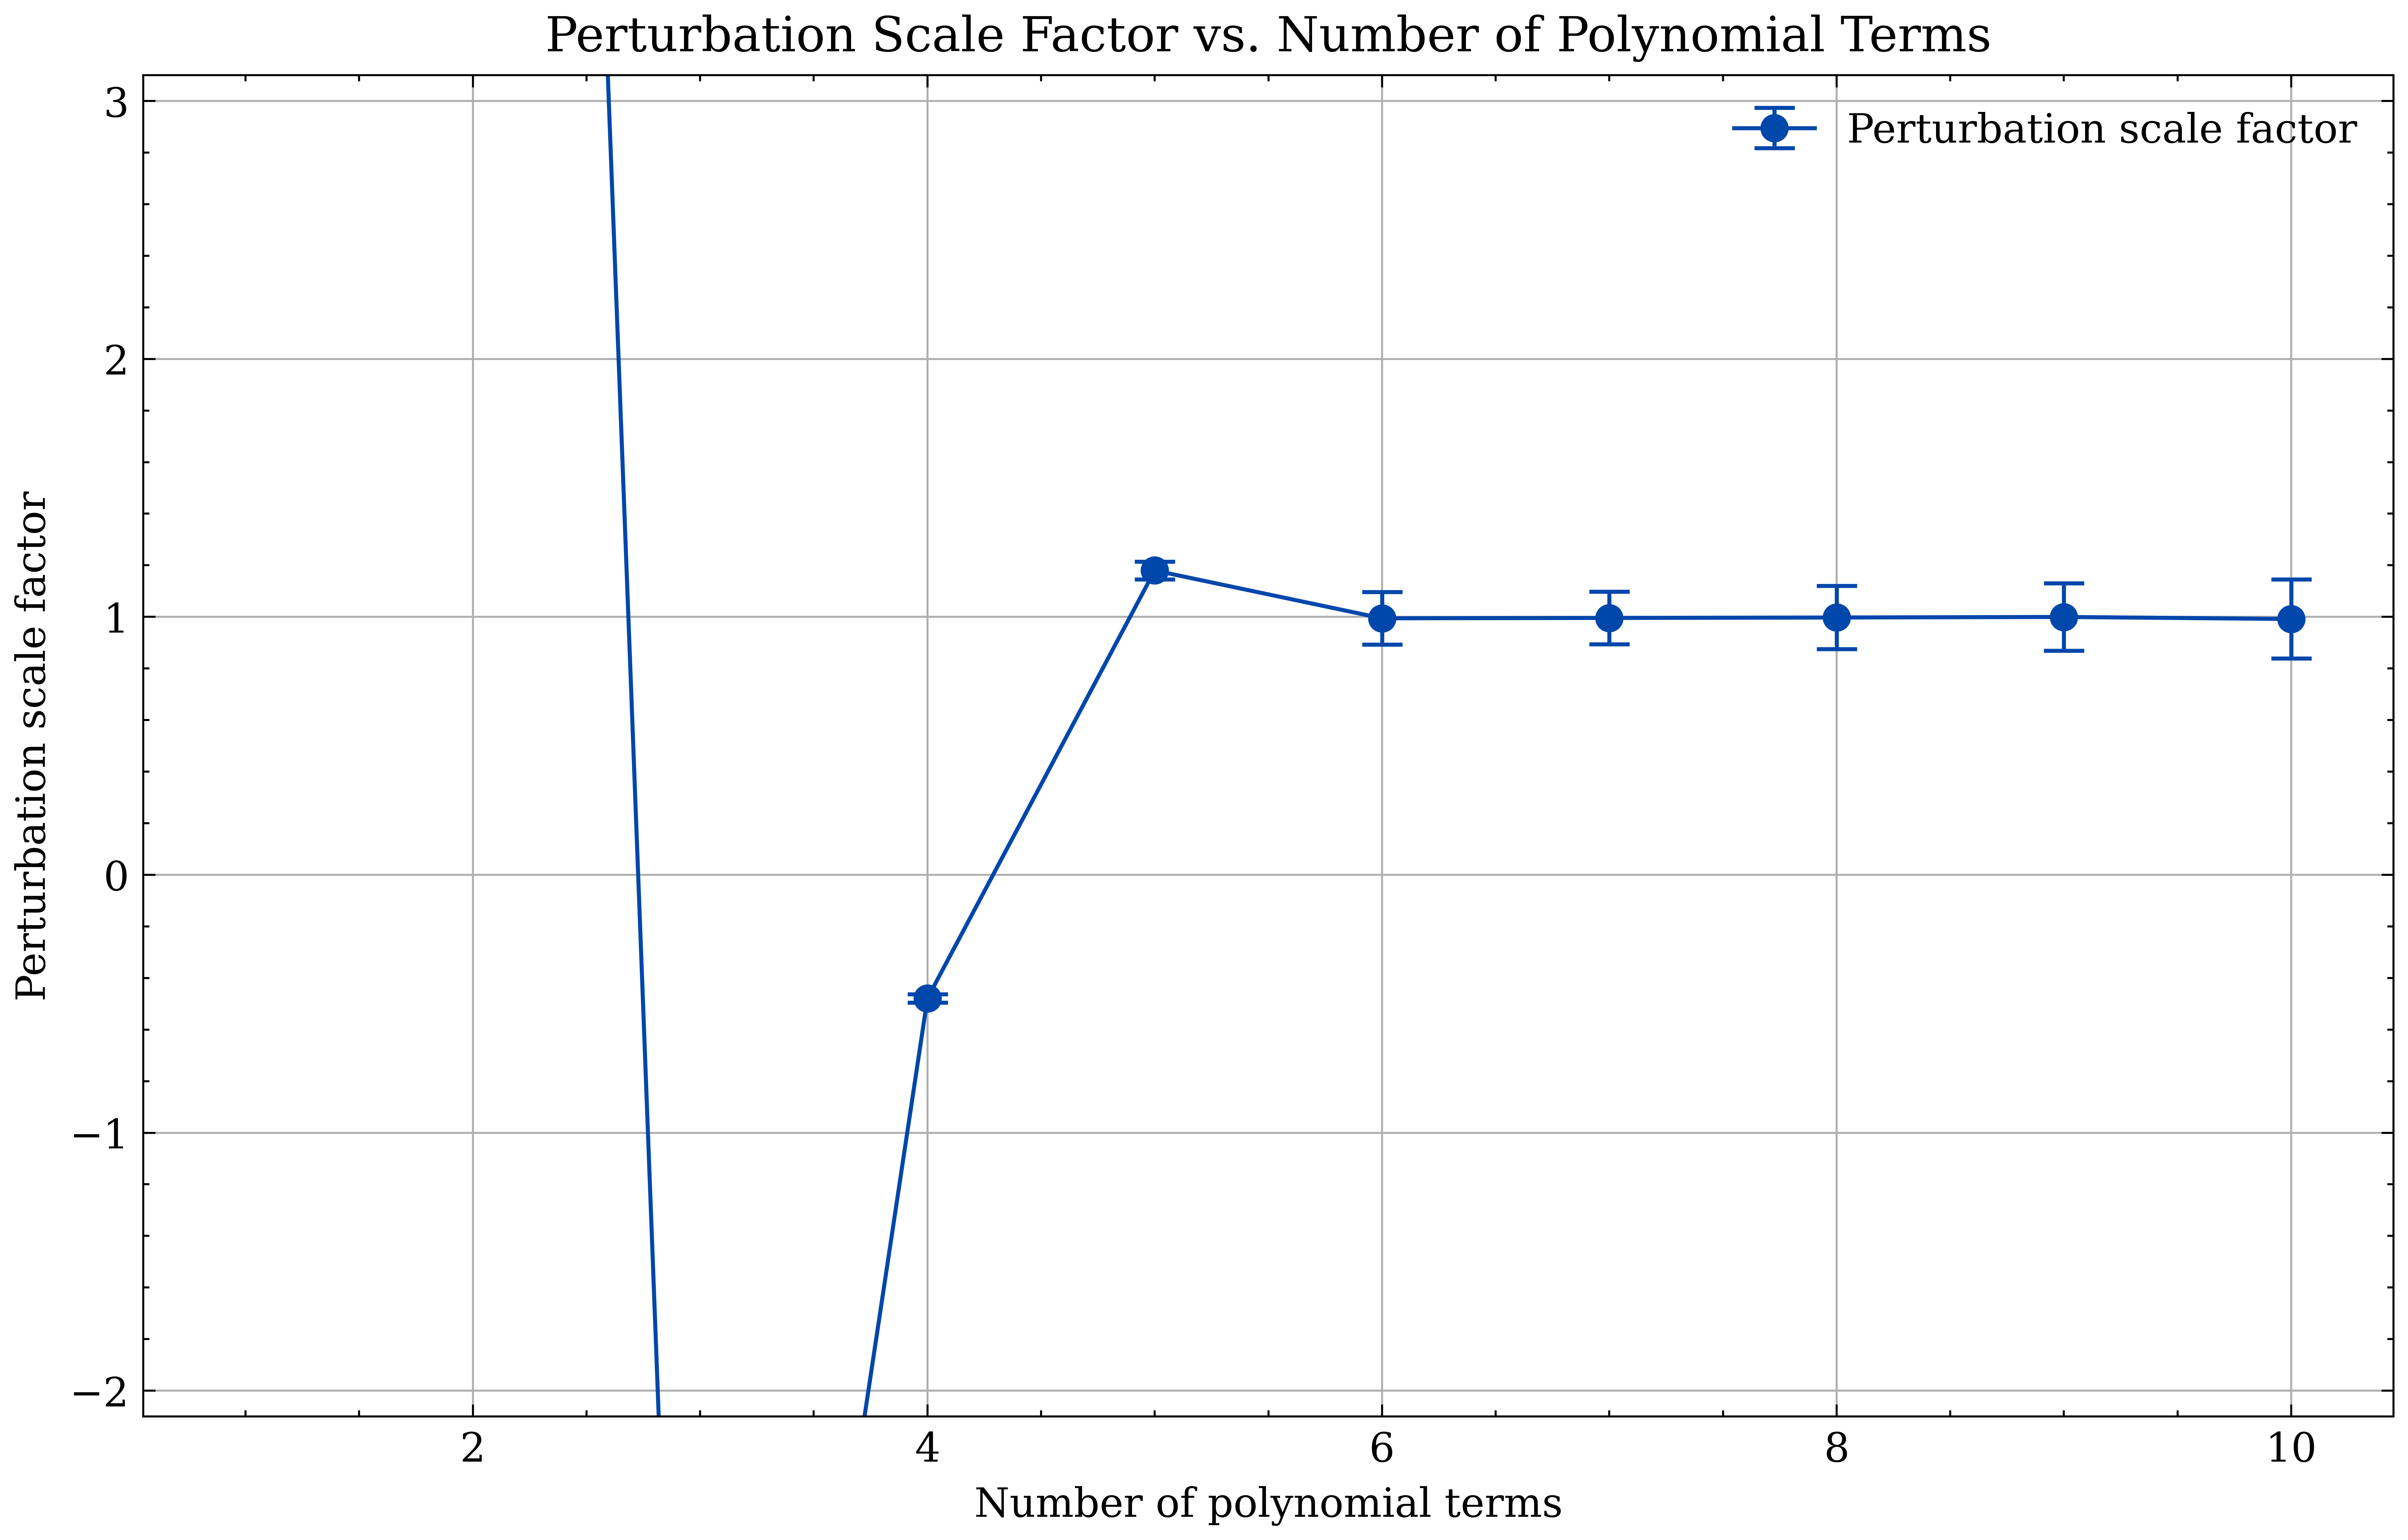 Perturbation Scale Factor vs. Number of Polynomial Terms
3
Perturbation scale factor
2
1
0
−1
−2
Perturbation scale factor
2
4
6
8
10
Number of polynomial terms